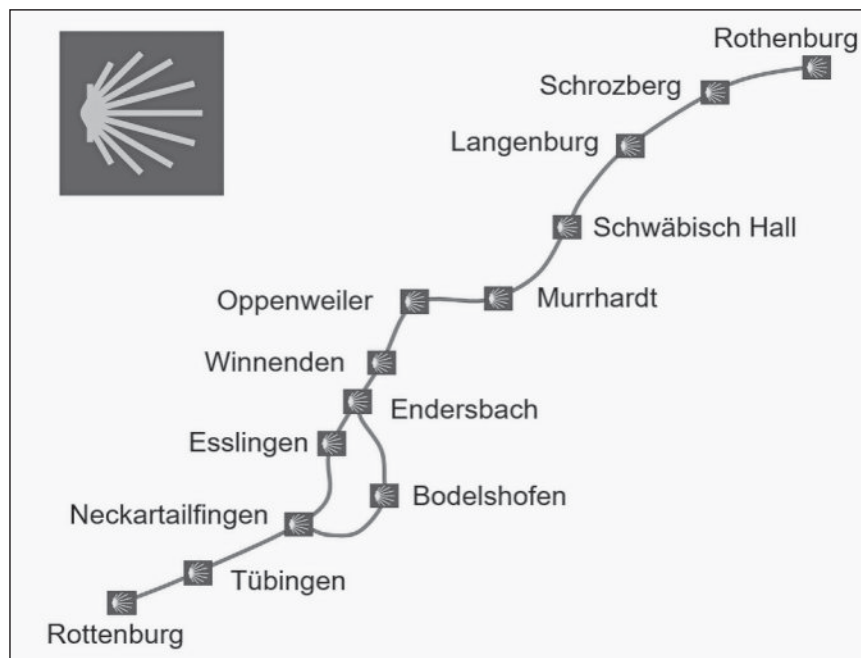 Rothenburg
Schrozberg
Langenburg
Schwäbisch Hall
Murrhardt
Oppenweiler
Winnenden
Endersbach
Esslingen
Bodelshofen
Neckartailfingen
Tübingen
Rottenburg